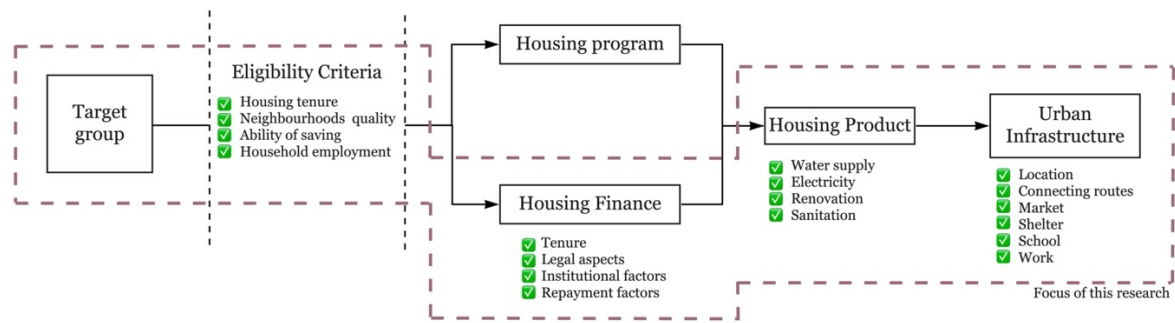 Target
group
Eligibility Criteria
Housing tenure
Neighbourhoods quality
Ability of saving
Household employment
Housing program
Housing Finance
Tenure
Legal aspects
Institutional factors
Repayment factors
Housing Product
Water supply
Electricity
Renovation
Sanitation
Urban
Infrastructure
Location
Connecting routes
Market
Shelter
School
Work
Focus of this research